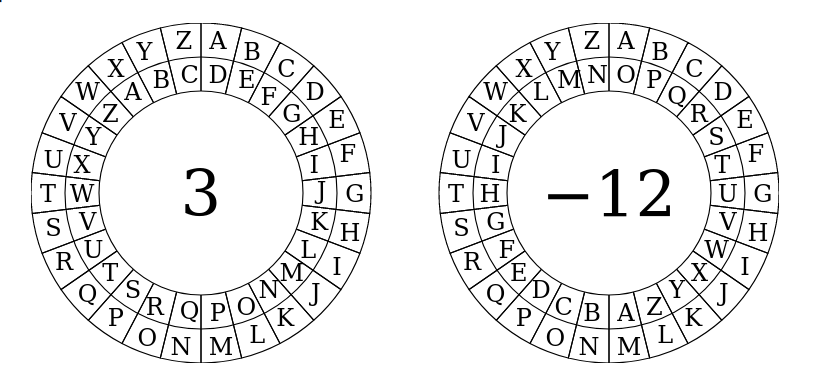 A B C D E F G H I J K L M N O P Q R S T U V W X Y Z
D E F G H I J K L M N O P Q R S T U V W X Y Z A B C
3
A B C D E F G H I J K L M N O P Q R S T U V W X Y Z
O P Q R S T U V W X Y Z A B C D E F G H I J K L M N
−12